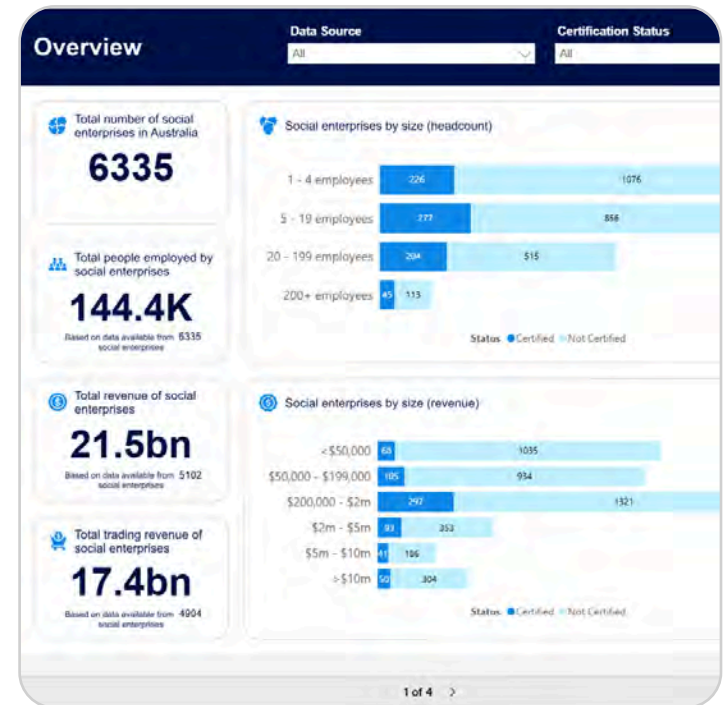 Overview
Data Source
All
Certification Status
All
Total number of social
enterprises in Australia
6335
Total people employed by
social enterprises
144.4K
Based on data available from 6335
social enterprises
Total revenue of social
enterprises
21.5bn
Based on data available from 5102
social enterprises
Total trading revenue of
social enterprises
17.4bn
Based on data available from 4904
social enterprises
Social enterprises by size (headcount)
1 - 4 employees 226 1076
5 - 19 employees 277 856
20 - 199 employees 204 515
200+ employees 45 113
Status Certified Not Certified
Social enterprises by size (revenue)
<$50,000 68 1035
$50,000 - $199,000 105 934
$200,000 - $2m 297 1321
$2m - $5m 93 353
$5m - $10m 41
>$10m 50 304
Status Certified Not Certified
1 of 4 >